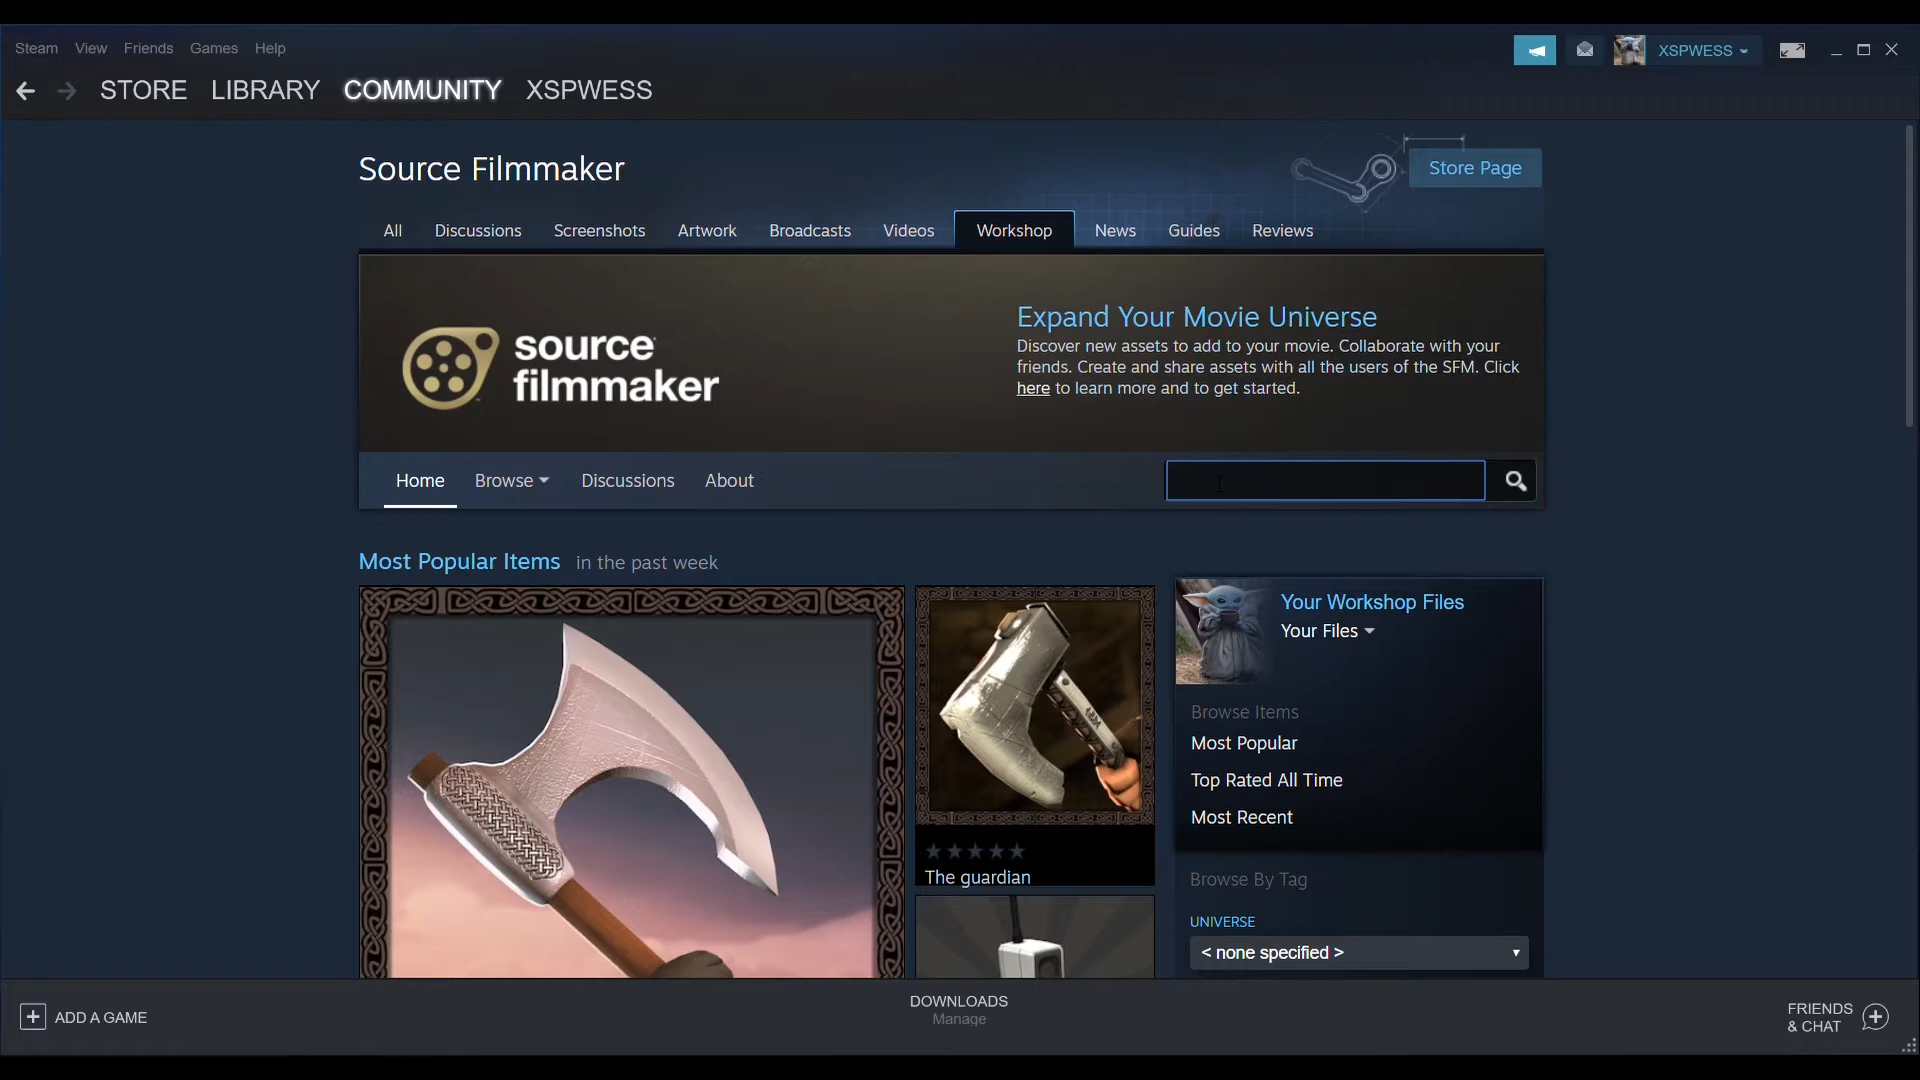 Steam View Friends Games Help
XSPWESS
STORE LIBRARY COMMUNITY XSPWESS
Source Filmmaker
Store Page
All Discussions Screenshots Artwork Broadcasts Videos Workshop News Guides Reviews
source
filmmaker
Expand Your Movie Universe
Discover new assets to add to your movie. Collaborate with your
friends. Create and share assets with all the users of the SFM. Click
here to learn more and to get started.
Home Browse Discussions About
Most Popular Items in the past week
The guardian
Your Workshop Files
Your Files
Browse Items
Most Popular
Top Rated All Time
Most Recent
Browse By Tag
UNIVERSE
< none specified >
ADD A GAME
DOWNLOADS
Manage
FRIENDS
& CHAT